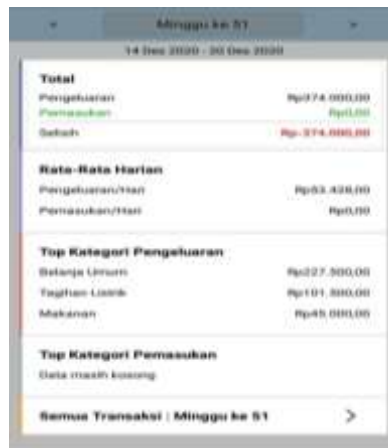 Minggu ke 51
14 Des 2020 - 20 Des 2020
Total
Pengeluaran Rp374.000,00
Pemasukan Rp0,00
Selisih Rp-374.000,00
Rata-Rata Harian
Pengeluaran/Hari Rp53.428,00
Pemasukan/Hari Rp0,00
Top Kategori Pengeluaran
Belanja Umum Rp227.500,00
Tagihan Listrik Rp101.500,00
Makanan Rp45.000,00
Top Kategori Pemasukan
Data masih kosong
Semua Transaksi : Minggu ke 51